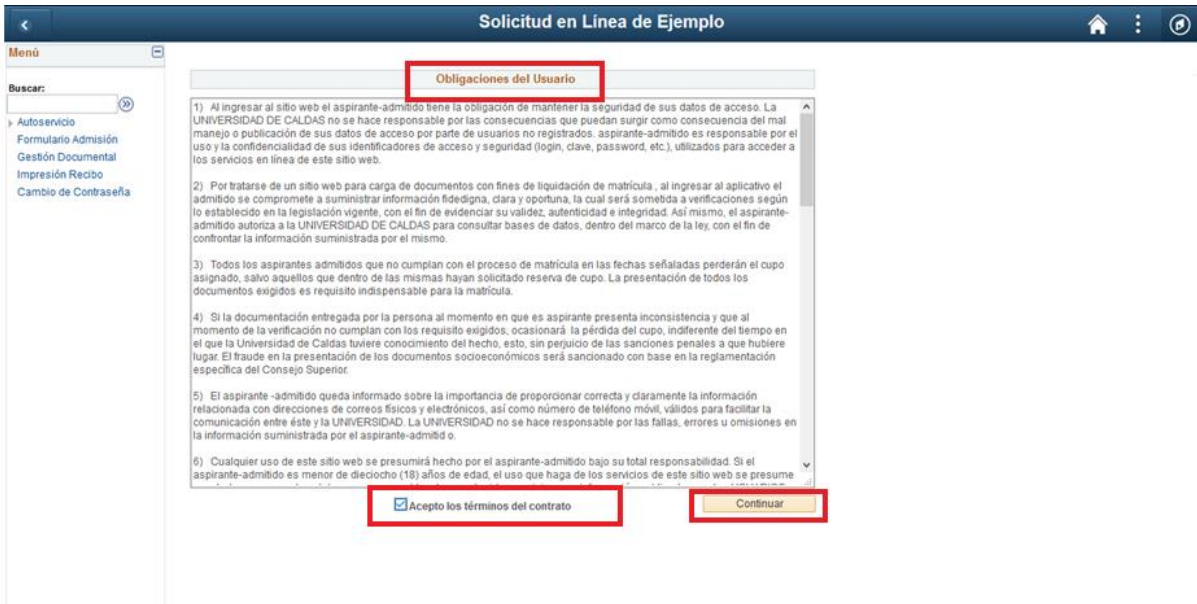 Solicitud en Línea de Ejemplo
Menú
Buscar:
Autoservicio
Formulario Admisión
Gestión Documental
Impresión Recibo
Cambio de Contraseña
Obligaciones del Usuario
1) Al ingresar al sitio web el aspirante-admitido tiene la obligación de mantener la seguridad de sus datos de acceso. La
UNIVERSIDAD DE CALDAS no se hace responsable por las consecuencias que puedan surgir como consecuencia del mal
manejo o publicación de sus datos de acceso por parte de usuarios no registrados. aspirante-admitido es responsable por el
uso y la confidencialidad de sus identificadores de acceso y seguridad (login, clave, password, etc.), utilizados para acceder a
los servicios en línea de este sitio web.
2) Por tratarse de un sitio web para carga de documentos con fines de liquidación de matrícula , al ingresar al aplicativo el
admitido se compromete a suministrar información fidedigna, clara y oportuna, la cual será sometida a verificaciones según
lo establecido en la legislación vigente, con el fin de evidenciar su validez, autenticidad e integridad. Así mismo, el aspirante-
admitido autoriza a la UNIVERSIDAD DE CALDAS para consultar bases de datos, dentro del marco de la ley, con el fin de
confrontar la información suministrada por el mismo.
3) Todos los aspirantes admitidos que no cumplan con el proceso de matrícula en las fechas señaladas perderán el cupo
asignado, salvo aquellos que dentro de las mismas hayan solicitado reserva de cupo. La presentación de todos los
documentos exigidos es requisito indispensable para la matrícula.
4) Si la documentación entregada por la persona al momento en que es aspirante presenta inconsistencia y que al
momento de la verificación no cumplan con los requisito exigidos, ocasionará la pérdida del cupo, indiferente del tiempo en
el que la Universidad de Caldas tuviere conocimiento del hecho, esto, sin perjuicio de las sanciones penales a que hubiere
lugar. El fraude en la presentación de los documentos socioeconómicos será sancionado con base en la reglamentación
específica del Consejo Superior.
5) El aspirante -admitido queda informado sobre la importancia de proporcionar correcta y claramente la información
relacionada con direcciones de correos físicos y electrónicos, así como número de teléfono móvil, válidos para facilitar la
comunicación entre éste y la UNIVERSIDAD. La UNIVERSIDAD no se hace responsable por las fallas, errores u omisiones en
la información suministrada por el aspirante-admitid o.
6) Cualquier uso de este sitio web se presumirá hecho por el aspirante-admitido bajo su total responsabilidad. Si el
aspirante-admitido es menor de dieciocho (18) años de edad, el uso que haga de los servicios de este sitio web se presume
Acepto los términos del contrato
Continuar